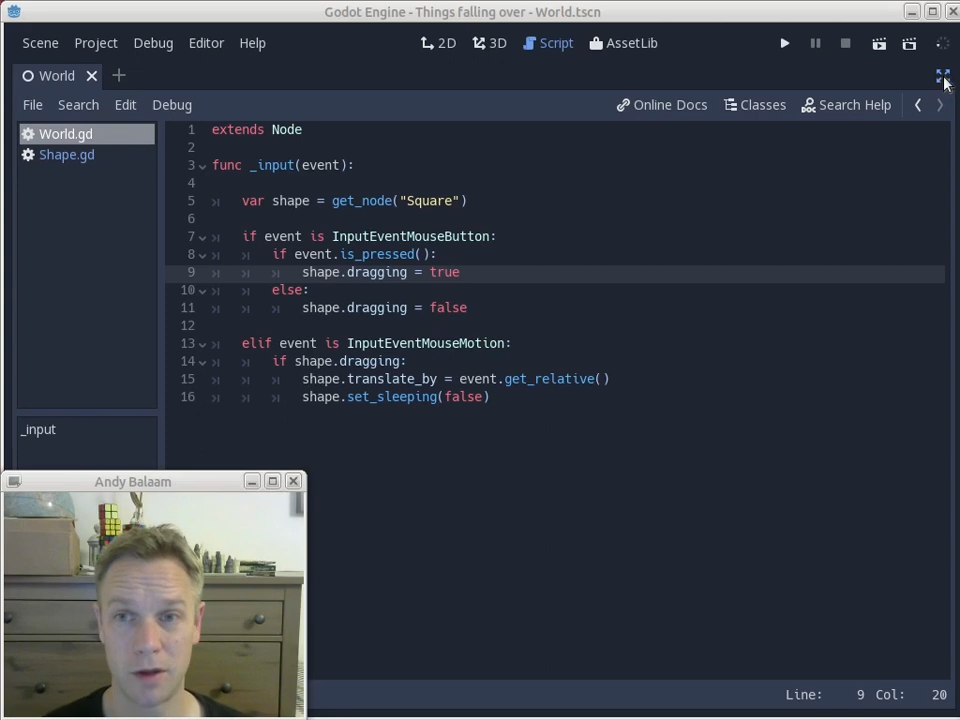 Godot Engine - Things falling over - World.tscn
Scene Project Debug Editor Help 2D 3D Script AssetLib
World
File Search Edit Debug Online Docs Classes Search Help
World.gd
Shape.gd
_input
1 extends Node
2
3 func _input(event):
4
5 var shape = get_node("Square")
6
7 if event is InputEventMouseButton:
8 if event.is_pressed():
9 shape.dragging = true
10 else:
11 shape.dragging = false
12
13 elif event is InputEventMouseMotion:
14 if shape.dragging:
15 shape.translate_by = event.get_relative()
16 shape.set_sleeping(false)
Andy Balaam
Line: 9 Col: 20